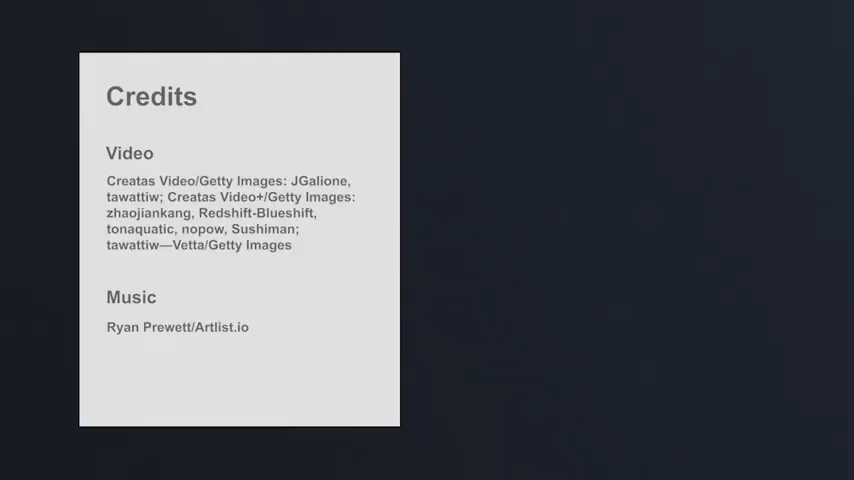 Credits
Video
Creatas Video/Getty Images: JGalione,
tawattiw; Creatas Video+/Getty Images:
zhaojiankang, Redshift-Blueshift,
tonaquatic, nopow, Sushiman;
tawattiw—Vetta/Getty Images
Music
Ryan Prewett/Artlist.io